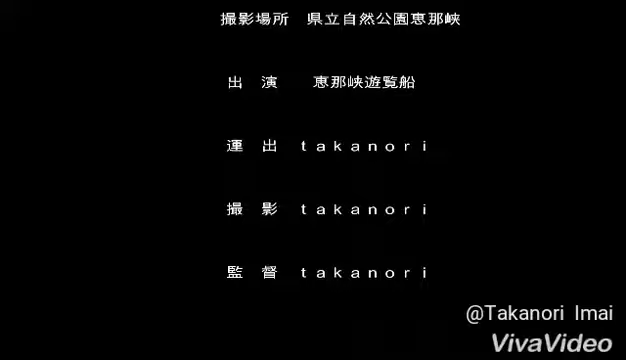 撮影場所　県立自然公園恵那峡
出　演　　恵那峡遊覧船
運　出　ｔａｋａｎｏｒｉ
撮　影　ｔａｋａｎｏｒｉ
監　督　ｔａｋａｎｏｒｉ
@Takanori Imai
VivaVideo